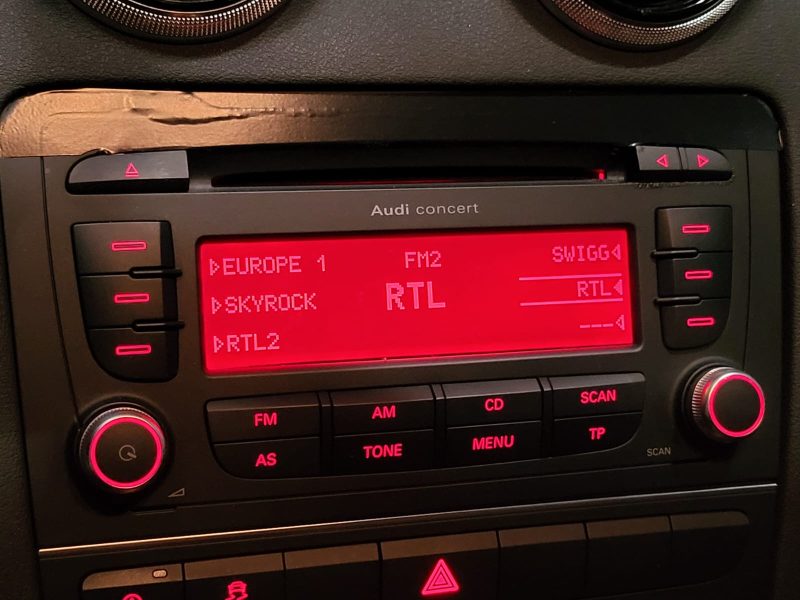 Audi concert
EUROPE 1 FM2 SWIGG
SKYROCK RTL RTL
RTL2 ---
FM AM CD SCAN
AS TONE MENU TP
SCAN